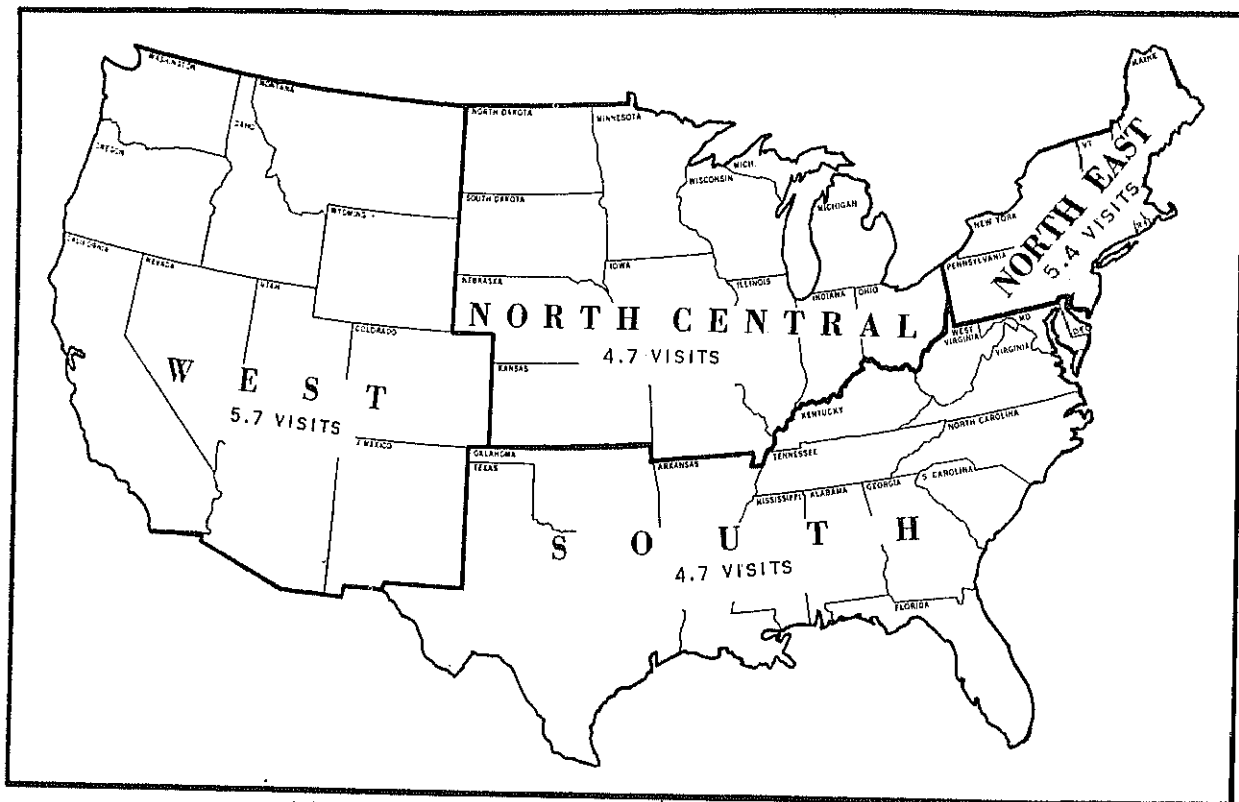 WASHINGTON
MONTANA
IDAHO
OREGON
WYOMING
CALIFORNIA
NEVADA
UTAH
COLORADO
WEST
5.7 VISITS
N MEXICO
NORTH DAKOTA
MINNESOTA
SOUTH DAKOTA
WISCONSIN
MICH.
MICHIGAN
NEBRASKA
IOWA
ILLINOIS
INDIANA
OHIO
NORTH CENTRAL
4.7 VISITS
KANSAS
MAINE
VT
NEW YORK
PENNSYLVANIA
NORTH EAST
5.4 VISITS
WEST
VIRGINIA
MD
DEL
VIRGINIA
KENTUCKY
NORTH CAROLINA
TENNESSEE
OKLAHOMA
TEXAS
ARKANSAS
MISSISSIPPI
ALABAMA
GEORGIA
S CAROLINA
SOUTH
4.7 VISITS
FLORIDA